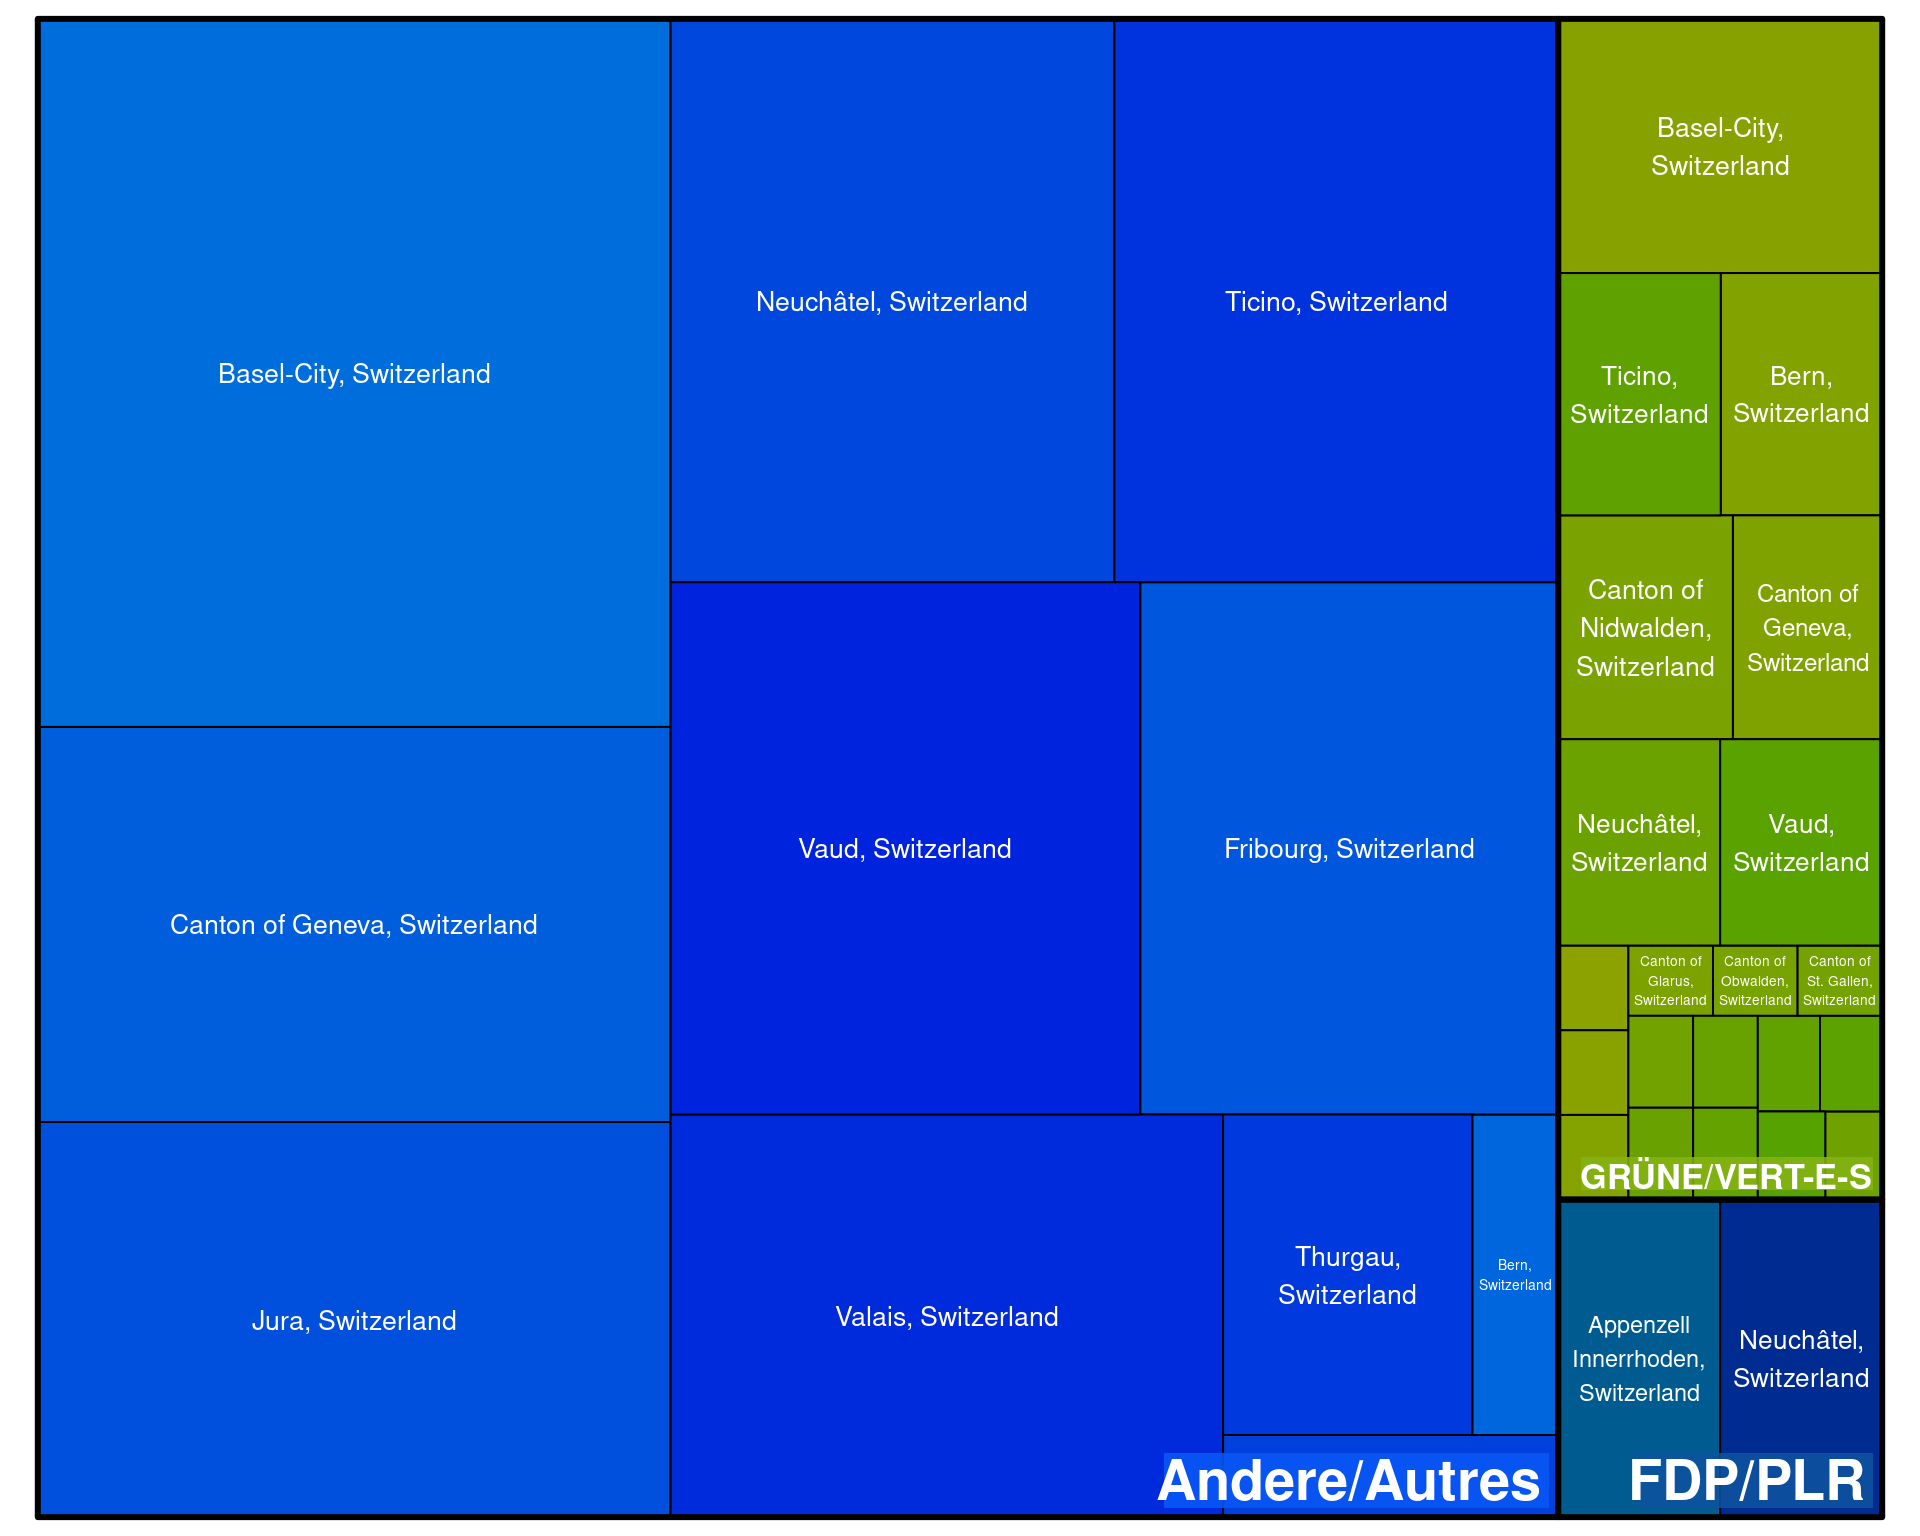 Basel-City, Switzerland
Canton of Geneva, Switzerland
Jura, Switzerland
Neuchâtel, Switzerland
Ticino, Switzerland
Vaud, Switzerland
Fribourg, Switzerland
Valais, Switzerland
Thurgau,
Switzerland
Bern,
Switzerland
Andere/Autres
Basel-City,
Switzerland
Ticino,
Switzerland
Bern,
Switzerland
Canton of
Nidwalden,
Switzerland
Canton of
Geneva,
Switzerland
Neuchâtel,
Switzerland
Vaud,
Switzerland
Canton of
Glarus,
Switzerland
Canton of
Obwalden,
Switzerland
Canton of
St. Gallen,
Switzerland
GRÜNE/VERT-E-S
Appenzell
Innerrhoden,
Switzerland
Neuchâtel,
Switzerland
FDP/PLR